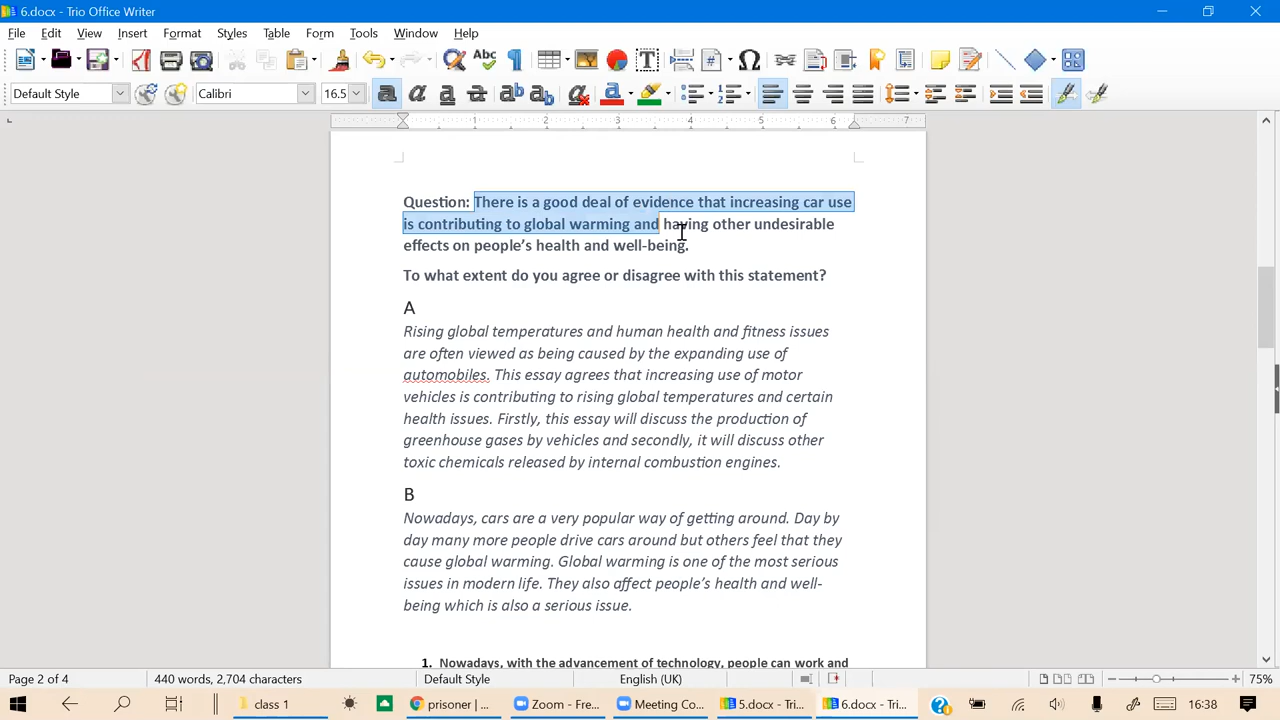 6.docx - Trio Office Writer
File Edit View Insert Format Styles Table Form Tools Window Help
Default Style Calibri 16.5
1 2 3 4 5 6 7
Question: There is a good deal of evidence that increasing car use
is contributing to global warming and having other undesirable
effects on people’s health and well-being.
To what extent do you agree or disagree with this statement?
A
Rising global temperatures and human health and fitness issues
are often viewed as being caused by the expanding use of
automobiles. This essay agrees that increasing use of motor
vehicles is contributing to rising global temperatures and certain
health issues. Firstly, this essay will discuss the production of
greenhouse gases by vehicles and secondly, it will discuss other
toxic chemicals released by internal combustion engines.
B
Nowadays, cars are a very popular way of getting around. Day by
day many more people drive cars around but others feel that they
cause global warming. Global warming is one of the most serious
issues in modern life. They also affect people’s health and well-
being which is also a serious issue.
1. Nowadays, with the advancement of technology, people can work and
Page 2 of 4 440 words, 2,704 characters Default Style English (UK) 75%
class 1 prisoner |... Zoom - Fre... Meeting Co... 5.docx - Tri... 6.docx - Tri... 16:38